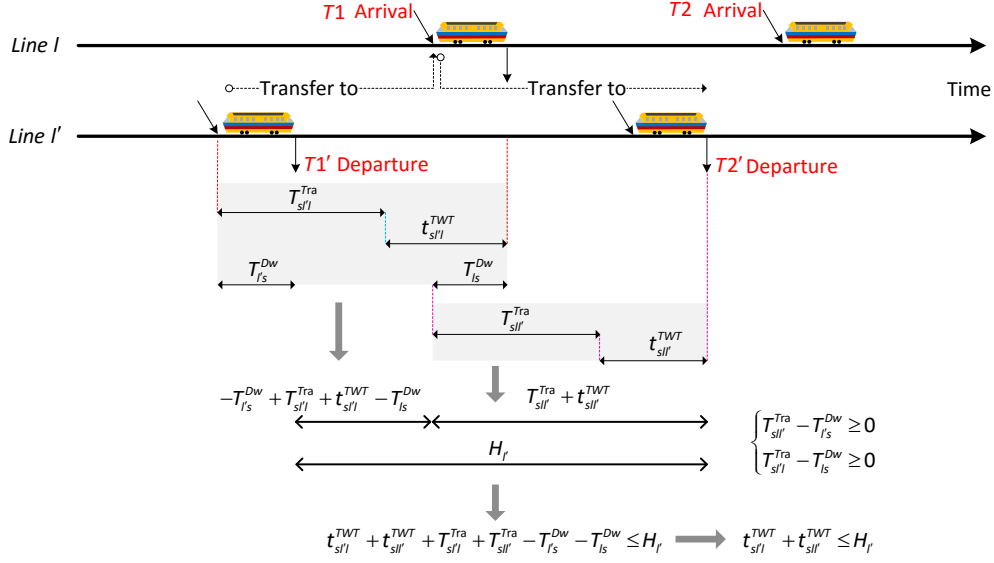 T1 Arrival
T2 Arrival
Line l
Transfer to
Transfer to
Time
Line l′
T1′ Departure
T2′ Departure
T_{sl′l}^{Tra}
t_{sl′l}^{TWT}
T_{l′s}^{Dw}
T_{ls}^{Dw}
T_{sll′}^{Tra}
t_{sll′}^{TWT}
−T_{l′s}^{Dw} + T_{sl′l}^{Tra} + t_{sl′l}^{TWT} − T_{ls}^{Dw}
T_{sll′}^{Tra} + t_{sll′}^{TWT}
H_{l′}
{ T_{sll′}^{Tra} − T_{l′s}^{Dw} ≥ 0
T_{sl′l}^{Tra} − T_{ls}^{Dw} ≥ 0
t_{sl′l}^{TWT} + t_{sll′}^{TWT} + T_{sl′l}^{Tra} + T_{sll′}^{Tra} − T_{l′s}^{Dw} − T_{ls}^{Dw} ≤ H_{l′}
t_{sl′l}^{TWT} + t_{sll′}^{TWT} ≤ H_{l′}